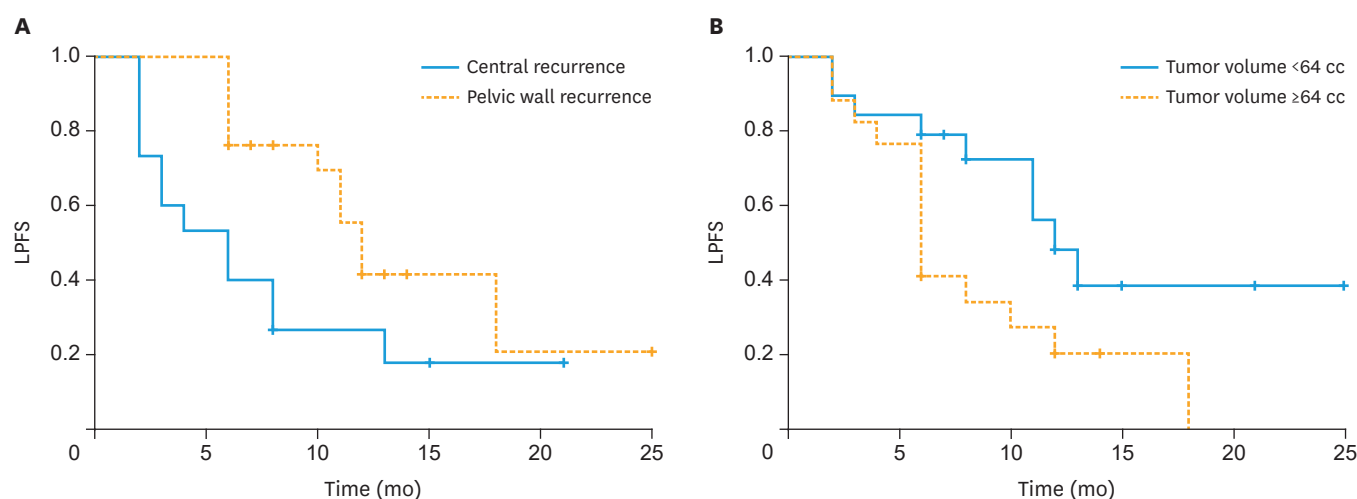 A
1.0
0.8
0.6
0.4
0.2
0
5
10
15
20
25
LPFS
Time (mo)
Central recurrence
Pelvic wall recurrence
B
1.0
0.8
0.6
0.4
0.2
0
5
10
15
20
25
LPFS
Time (mo)
Tumor volume <64 cc
Tumor volume ≥64 cc